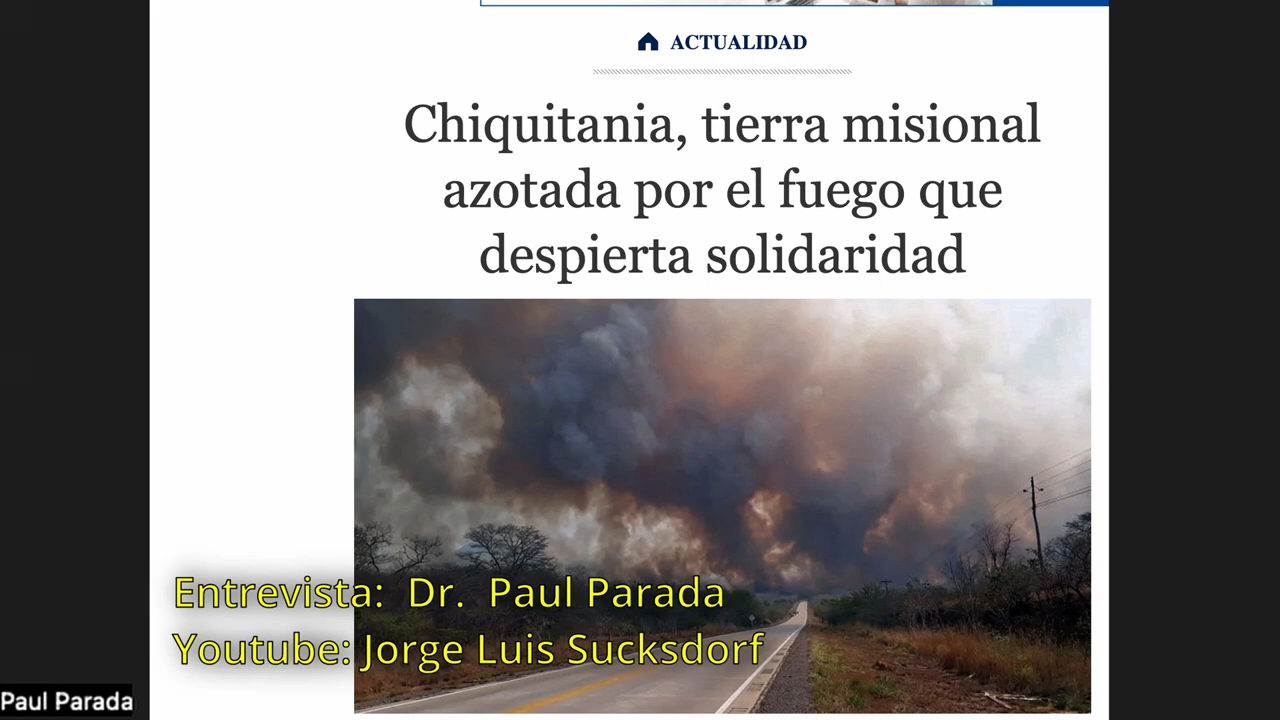 ACTUALIDAD
Chiquitania, tierra misional
azotada por el fuego que
despierta solidaridad
Entrevista: Dr. Paul Parada
Youtube: Jorge Luis Sucksdorf
Paul Parada